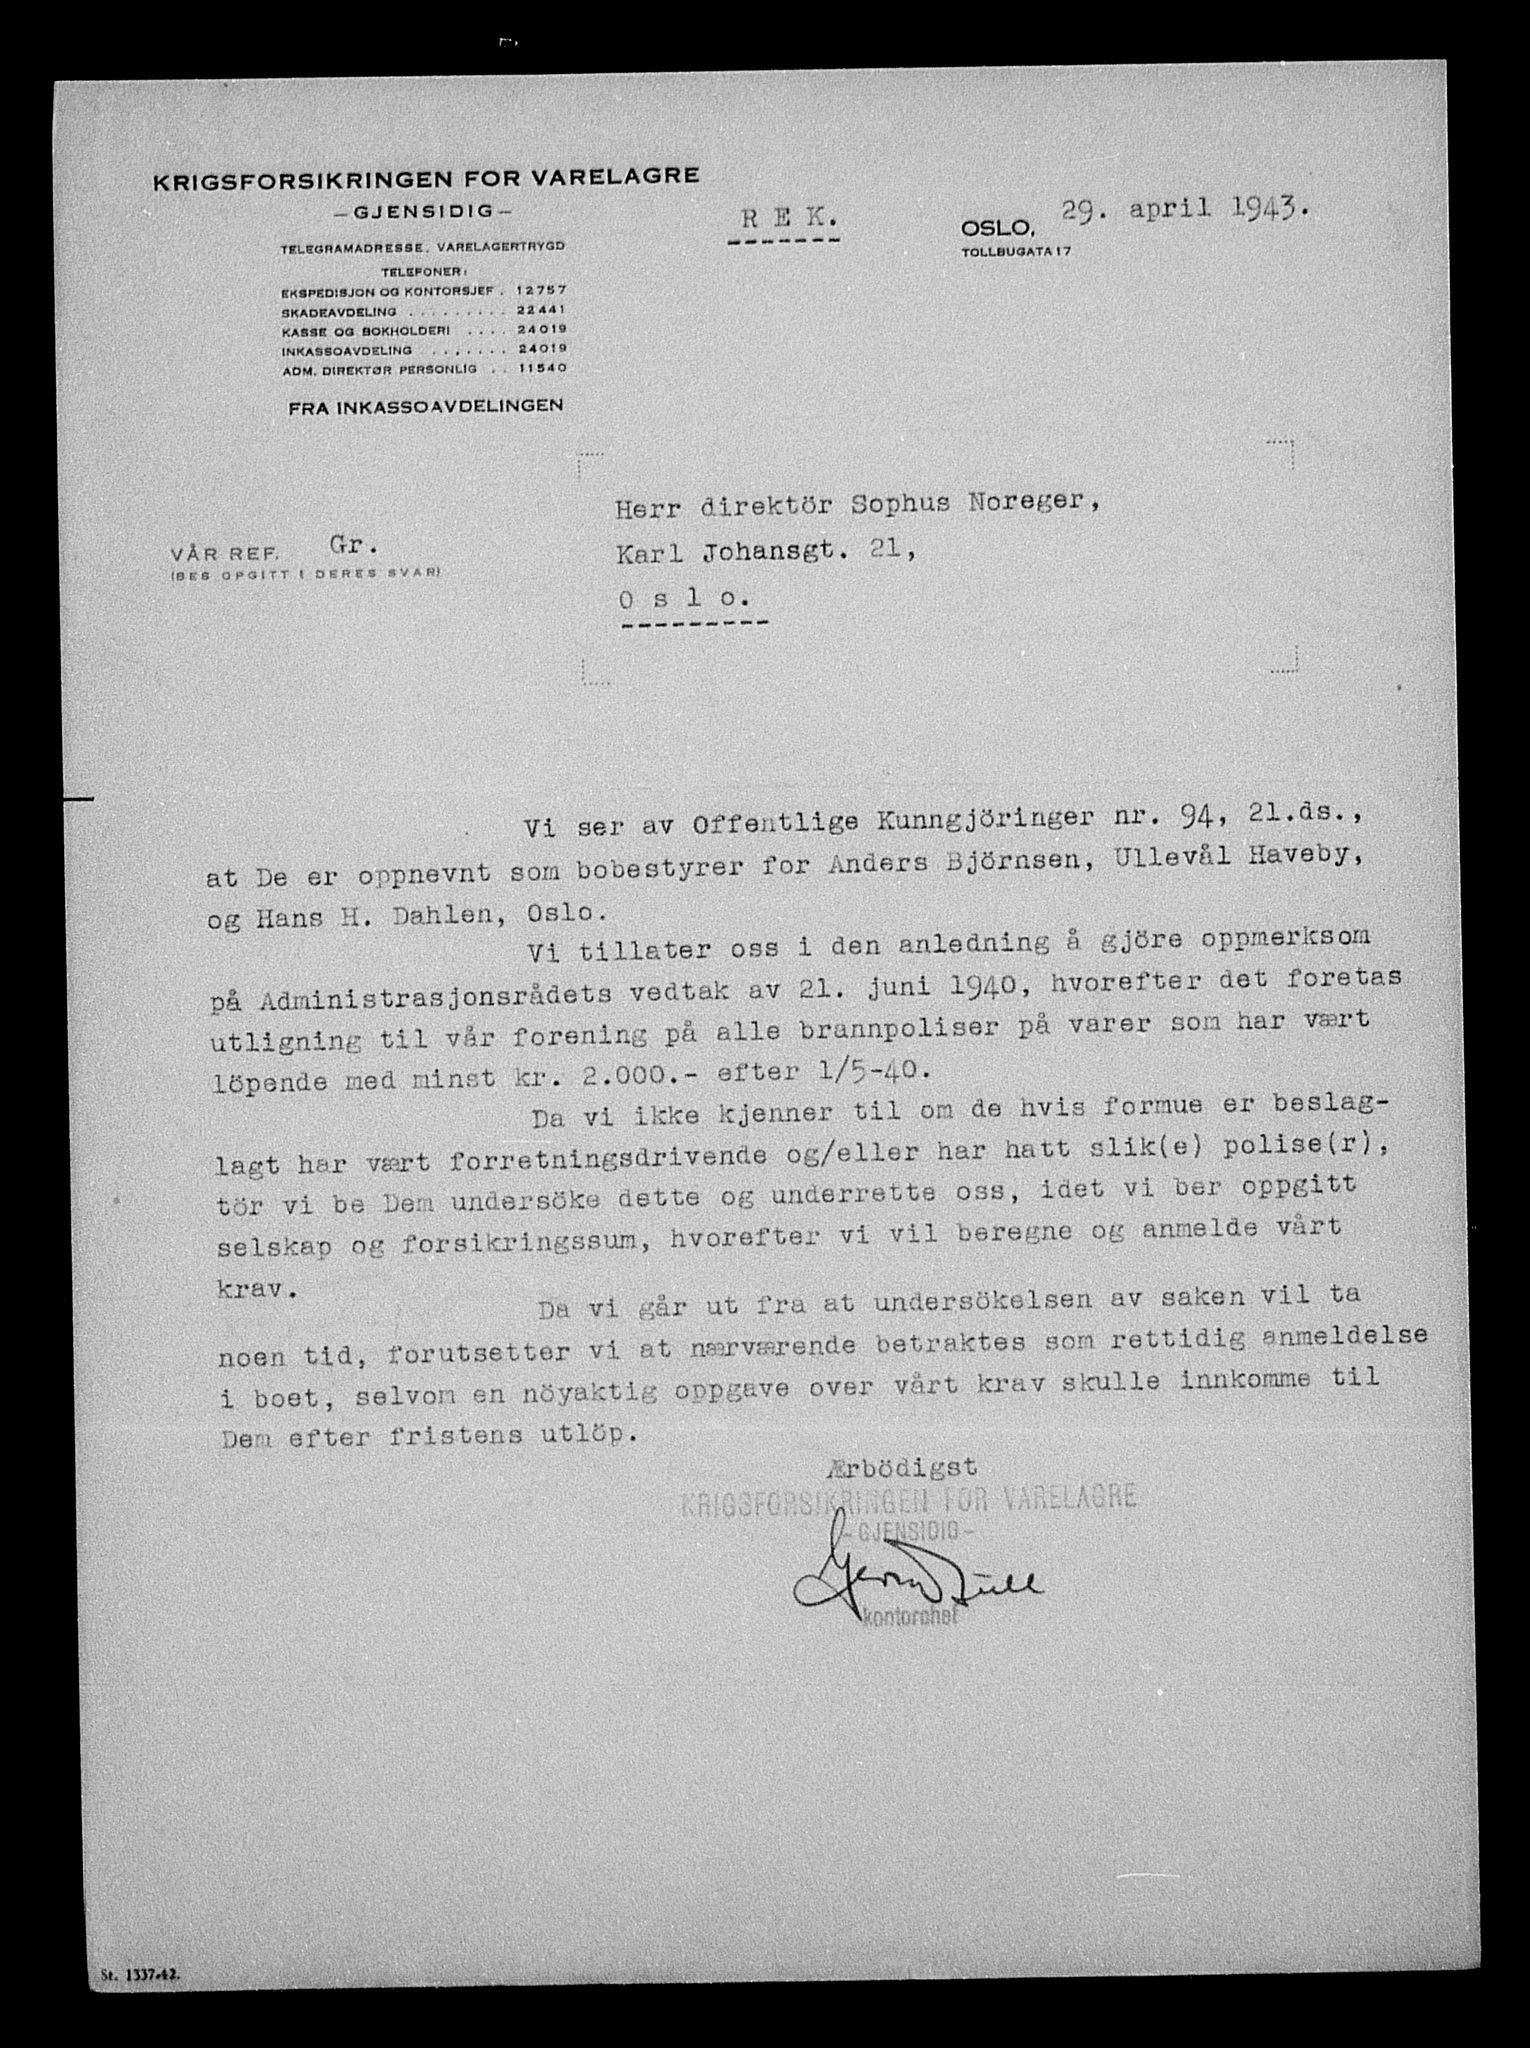 KRIGSFORSIKRINGEN FOR VARELAGRE
— GJENSIDIG —
TELEGRAMADRESSE. VARELAGERTRYGD
TELEFONER:
EKSPEDISJON OG KONTORSJEF . 12757
SKADEAVDELING . . . . . . . . . 22441
KASSE OG BOKHOLDERI . . . . 24019
INKASSOAVDELING . . . . . . . 24019
ADM. DIREKTØR PERSONLIG . . 11540
FRA INKASSOAVDELINGEN
R E K.
OSLO, 29. april 1943.
TOLLBUGATA 17
VÅR REF. Gr.
(BES OPGITT I DERES SVAR)
Herr direktör Sophus Noreger,
Karl Johansgt. 21,
O s l o.
Vi ser av Offentlige Kunngjöringer nr. 94, 21.ds.,
at De er oppnevnt som bobestyrer for Anders Björnsen, Ullevål Haveby,
og Hans H. Dahlen, Oslo.
Vi tillater oss i den anledning å gjöre oppmerksom
på Administrasjonsrådets vedtak av 21. juni 1940, hvorefter det foretas
utligning til vår forening på alle brannpoliser på varer som har vært
löpende med minst kr. 2.000.- efter 1/5-40.
Da vi ikke kjenner til om de hvis formue er beslag-
lagt har vært forretningsdrivende og/eller har hatt slik(e) polise(r),
tör vi be Dem undersöke dette og underrette oss, idet vi ber oppgitt
selskap og forsikringssum, hvorefter vi vil beregne og anmelde vårt
krav.
Da vi går ut fra at undersökelsen av saken vil ta
noen tid, forutsetter vi at nærværende betraktes som rettidig anmeldelse
i boet, selvom en nöyaktig oppgave over vårt krav skulle innkomme til
Dem efter fristens utlöp.
Ærbödigst
KRIGSFORSIKRINGEN FOR VARELAGRE
- GJENSIDIG -
kontorchef
St. 1337-42.